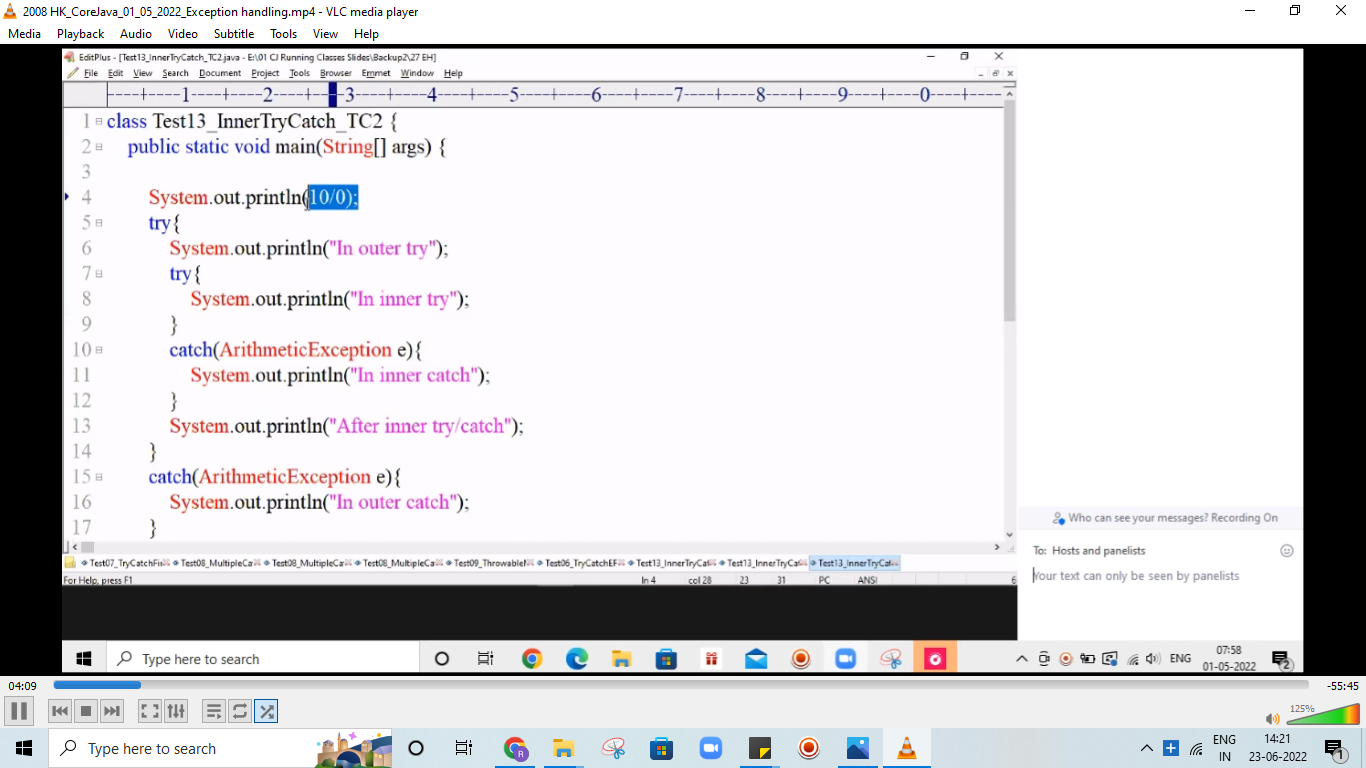 2008 HK_CoreJava_01_05_2022_Exception handling.mp4 - VLC media player
Media Playback Audio Video Subtitle Tools View Help
EditPlus - [Test13_InnerTryCatch_TC2.java - E:\01 CJ Running Classes Slides\Backup2\27 EH]
File Edit View Search Document Project Tools Browser Emmet Window Help
----+----1----+----2----+----3----+----4----+----5----+----6----+----7----+----8----+----9----+----0----+----
1 class Test13_InnerTryCatch_TC2 {
2 public static void main(String[] args) {
3
4 System.out.println(10/0);
5 try{
6 System.out.println("In outer try");
7 try{
8 System.out.println("In inner try");
9 }
10 catch(ArithmeticException e){
11 System.out.println("In inner catch");
12 }
13 System.out.println("After inner try/catch");
14 }
15 catch(ArithmeticException e){
16 System.out.println("In outer catch");
17 }
Who can see your messages? Recording On
To: Hosts and panelists
Your text can only be seen by panelists
Test07_TryCatchFi Test08_MultipleCa Test08_MultipleCa Test08_MultipleCa Test09_Throwable Test06_TryCatchEF Test13_InnerTryCa Test13_InnerTryCa Test13_InnerTryCa
For Help, press F1 ln 4 col 28 23 31 PC ANSI 6
Type here to search ENG 07:58
01-05-2022 2
04:09 -55:45
125%
Type here to search R ENG 14:21
IN 23-06-2022 1